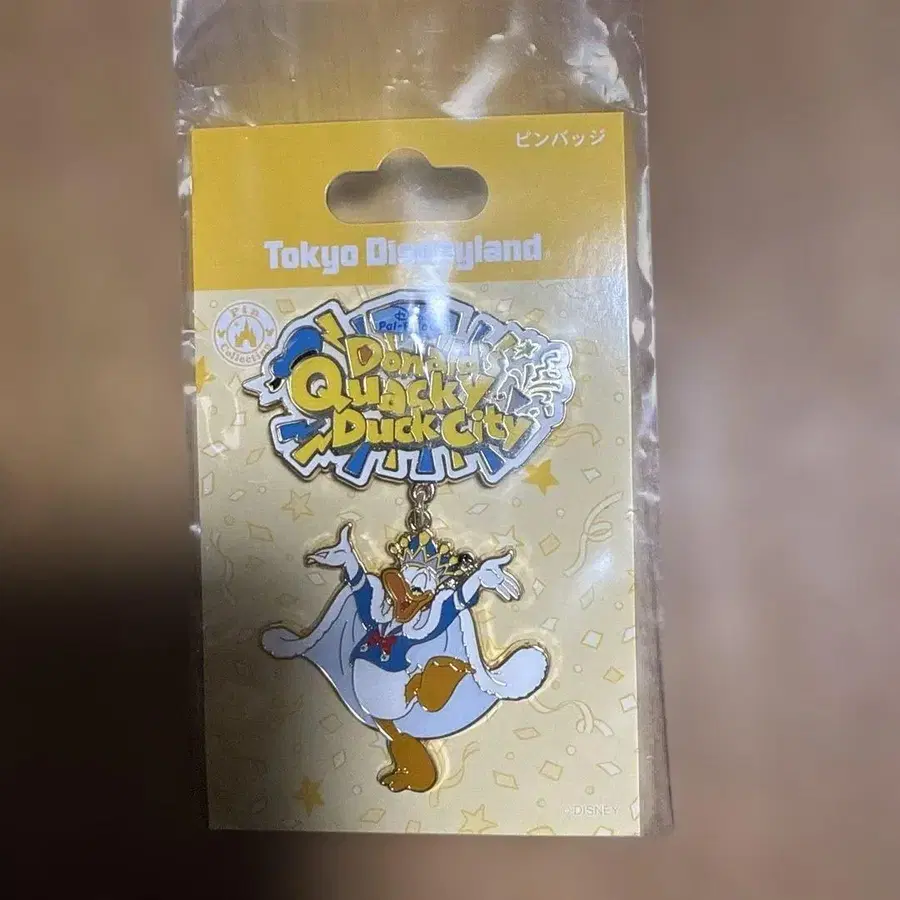 ピンバッジ
Tokyo Disneyland
Pin
Collection
Donald
Quacky
Duck City
DISNEY